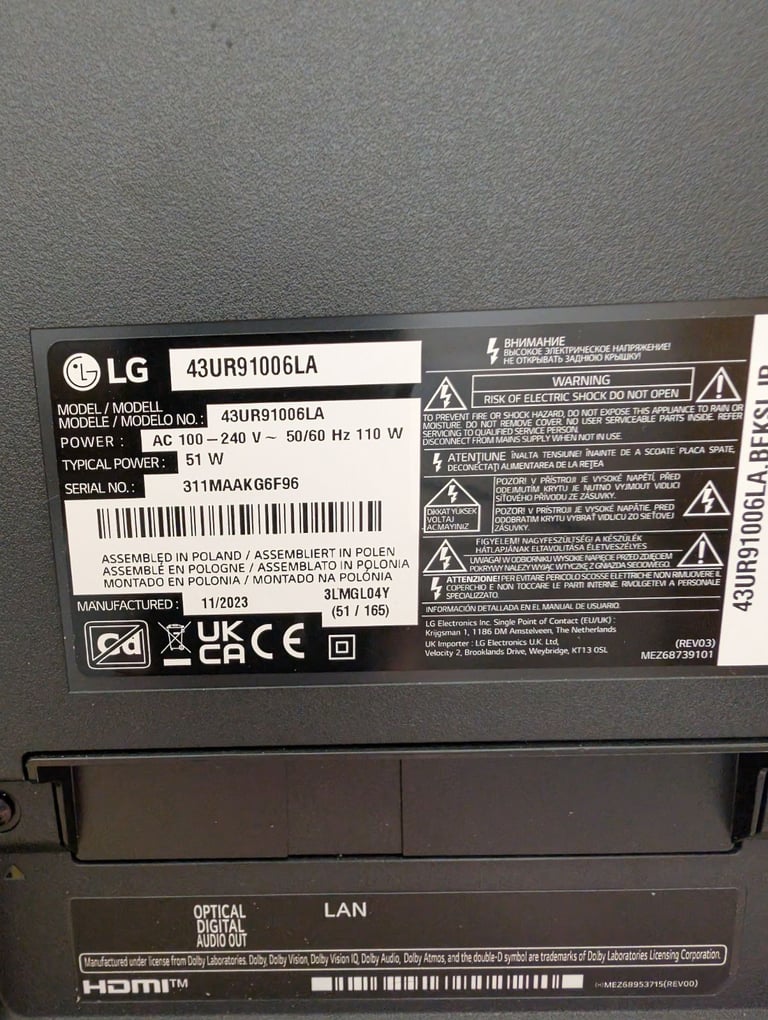 LG
43UR91006LA
MODEL / MODELL
MODELE / MODELO NO. : 43UR91006LA
POWER : AC 100 – 240 V ~ 50/60 Hz 110 W
TYPICAL POWER : 51 W
SERIAL NO. : 311MAAKG6F96
ASSEMBLED IN POLAND / ASSEMBLIERT IN POLEN
ASSEMBLÉ EN POLOGNE / ASSEMBLATO IN POLONIA
MONTADO EN POLONIA / MONTADO NA POLÓNIA
MANUFACTURED : 11/2023
3LMGL04Y
(51 / 165)
Cd
UK
CA
CE
ВНИМАНИЕ
ВЫСОКОЕ ЭЛЕКТРИЧЕСКОЕ НАПРЯЖЕНИЕ!
НЕ ОТКРЫВАТЬ ЗАДНЮЮ КРЫШКУ!
WARNING
RISK OF ELECTRIC SHOCK DO NOT OPEN
TO PREVENT FIRE OR SHOCK HAZARD, DO NOT EXPOSE THIS APPLIANCE TO RAIN OR
MOISTURE. DO NOT REMOVE COVER. NO USER SERVICEABLE PARTS INSIDE. REFER
SERVICING TO QUALIFIED SERVICE PERSON.
DISCONNECT FROM MAINS SUPPLY WHEN NOT IN USE.
ATENŢIUNE ÎNALTA TENSIUNE! ÎNAINTE DE A SCOATE PLACA SPATE,
DECONECTAŢI ALIMENTAREA DE LA REŢEA
DIKKAT YÜKSEK
VOLTAJ
AÇMAYINIZ
POZOR! V PŘÍSTROJI JE VYSOKÉ NAPĚTÍ, PŘED
ODEJMUTÍM KRYTU JE NUTNO VYJMOUT VIDLICI
SÍŤOVÉHO PŘÍVODU ZE ZÁSUVKY.
POZOR! V PRÍSTROJI JE VYSOKÉ NAPÄTIE, PRED
ODOBRATIM KRYTU VYBRAŤ VIDLICU ZO SIEŤOVEJ
ZÁSUVKY.
FIGYELEM! NAGYFESZÜLTSÉG! A KÉSZÜLÉK
HÁTLAPJÁNAK ELTÁVOLÍTÁSA ÉLETVESZÉLYES
UWAGA! W ODBIORNIKU WYSOKIE NAPIĘCIE PRZED ZDJĘCIEM
POKRYWY NALEŻY WYJĄĆ WTYCZKĘ Z GNIAZDA SIECIOWEGO.
ATTENZIONE! PER EVITARE PERICOLO SCOSSE ELETTRICHE NON RIMUOVERE IL
COPERCHIO E NON TOCCARE LE PARTI INTERNE. RIVOLGETEVI A PERSONALE
SPECIALIZZATO.
INFORMACIÓN DETALLADA EN EL MANUAL DE USUARIO.
LG Electronics Inc. Single Point of Contact (EU/UK) :
Krijgsman 1, 1186 DM Amstelveen, The Netherlands
UK Importer : LG Electronics U.K. Ltd,
Velocity 2, Brooklands Drive, Weybridge, KT13 0SL
(REV03)
MEZ68739101
43UR91006LA.BEKSLJP
OPTICAL
DIGITAL
AUDIO OUT
LAN
Manufactured under license from Dolby Laboratories. Dolby, Dolby Vision, Dolby Vision IQ, Dolby Audio, Dolby Atmos, and the double-D symbol are trademarks of Dolby Laboratories Licensing Corporation.
HDMI™
MEZ68953715(REV00)